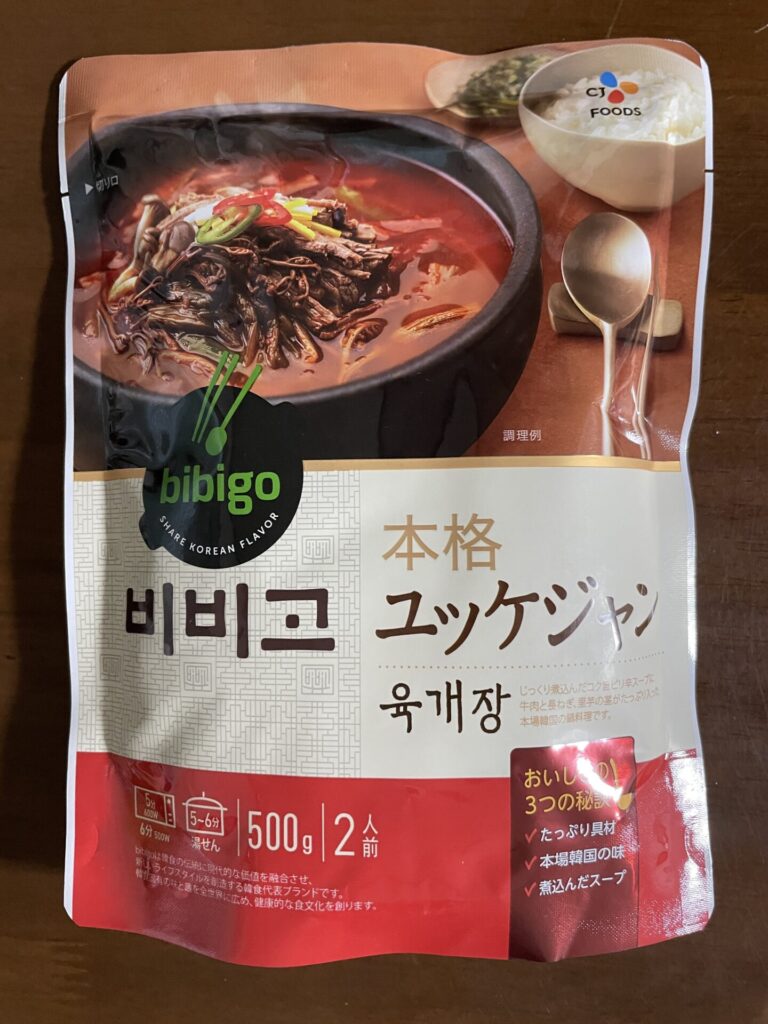 CJ
FOODS
▶切り口
調理例
bibigo
SHARE KOREAN FLAVOR
비비고
本格
ユッケジャン
육개장
じっくり煮込んだコク旨ピリ辛スープに
牛肉と長ねぎ、里芋の茎がたっぷり入った
本場韓国の鍋料理です。
おいしさの
3つの秘訣!
✓たっぷり具材
✓本場韓国の味
✓煮込んだスープ
5分
600W
6分 500W
5~6分
湯せん
500g
2人前
bibigoは韓食の伝統に現代的な価値を融合させ、
新しいライフスタイルを創造する韓食代表ブランドです。
の味と趣を全世界に広め、健康的な食文化を創ります。